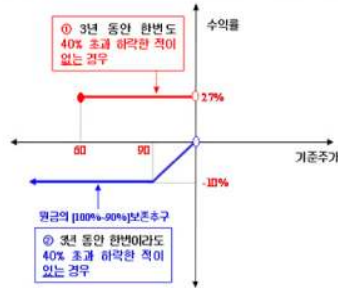 수익률
① 3년 동안 한번도
40% 초과 하락한 적이
없는 경우
27%
60
90
기준주가
-10%
원금의 [100%-90%]보존추구
② 3년 동안 한번이라도
40% 초과 하락한 적이
있는 경우